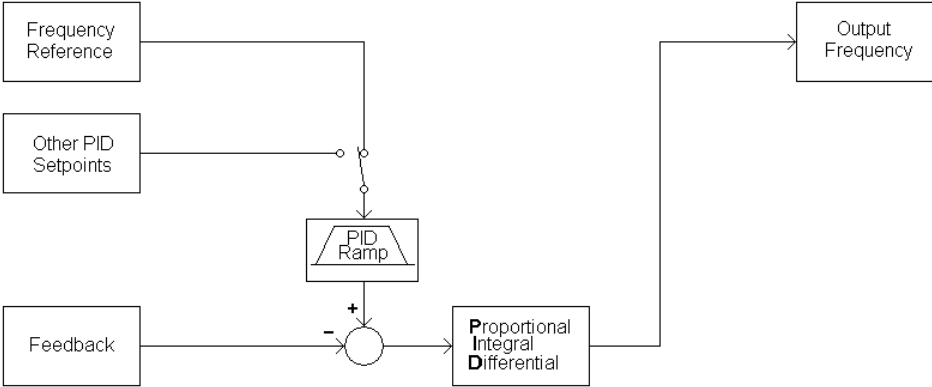 Frequency
Reference
Output
Frequency
Other PID
Setpoints
PID
Ramp
+
−
Feedback
Proportional
Integral
Differential